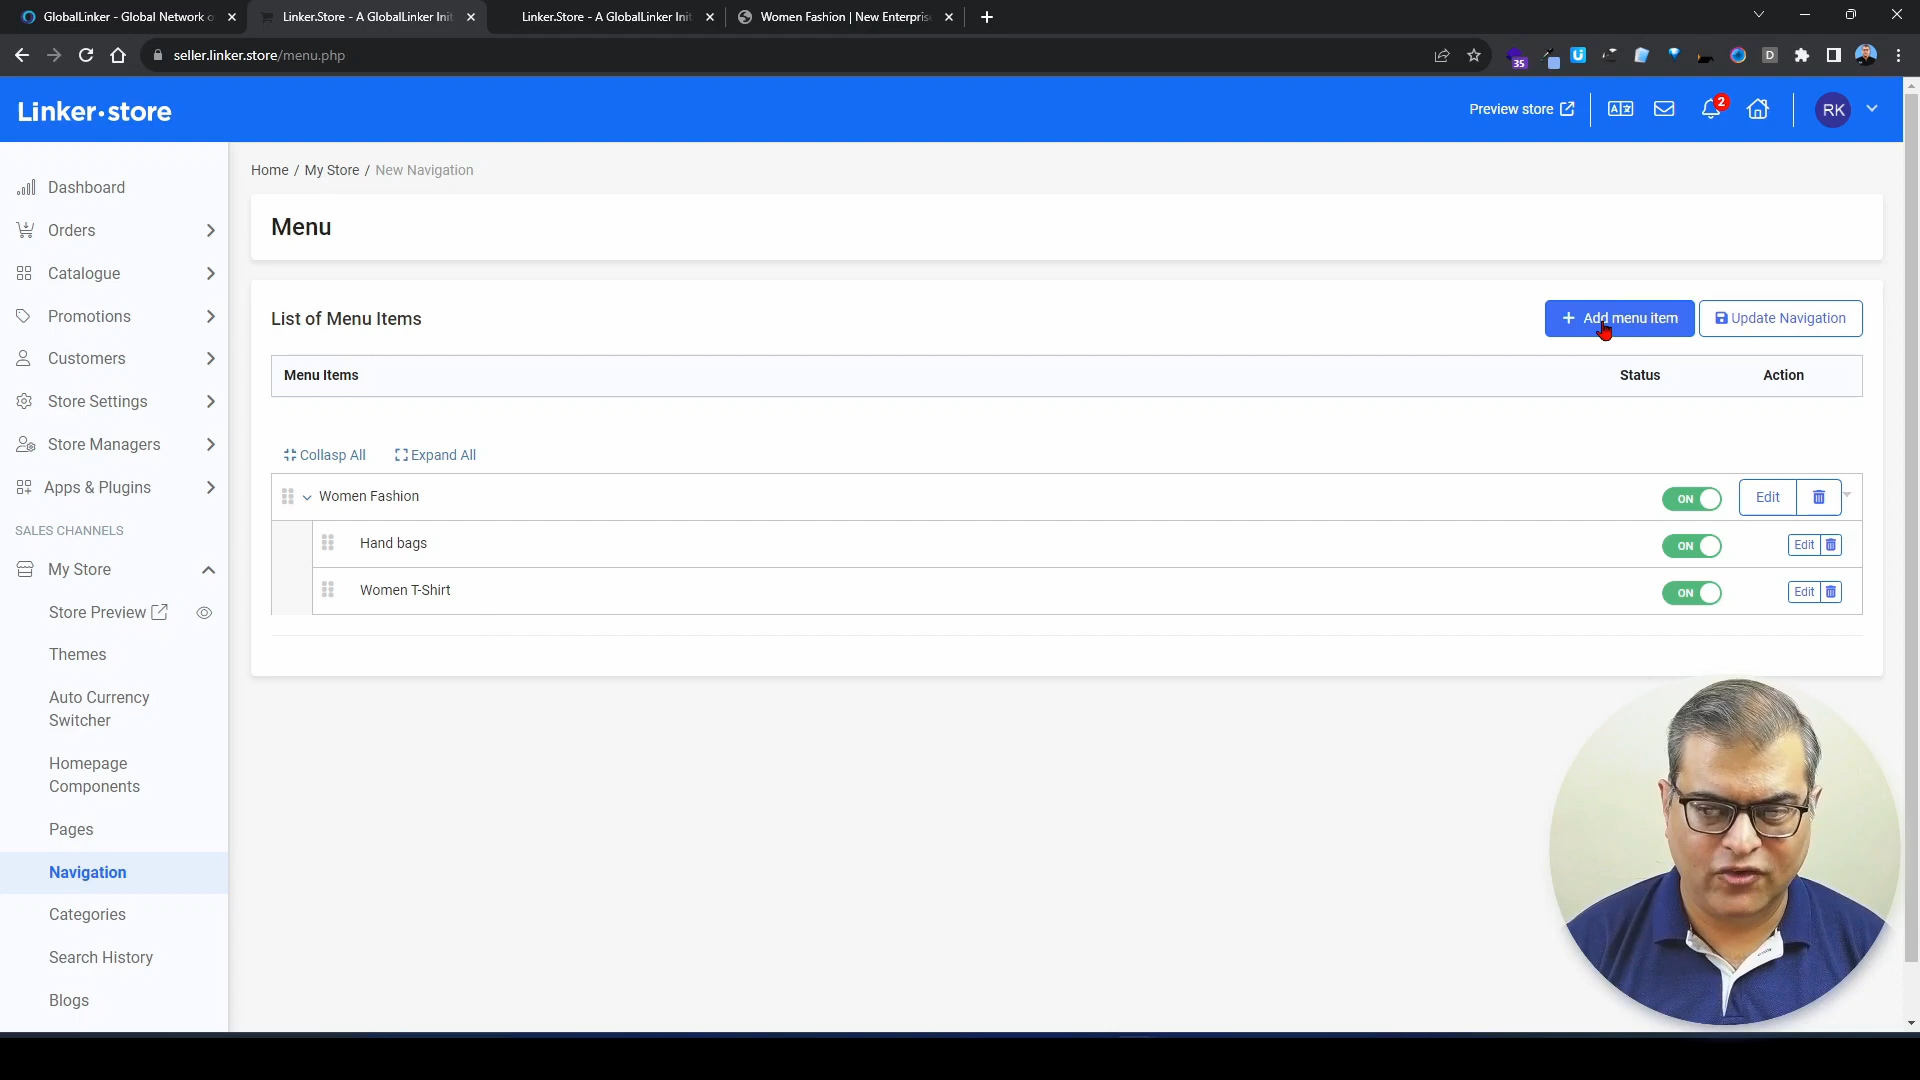 GlobalLinker - Global Network o
Linker.Store - A GlobalLinker Init
Linker.Store - A GlobalLinker Init
Women Fashion | New Enterpris
seller.linker.store/menu.php
35
D
Linker·store
Preview store
2
RK
Dashboard
Orders
Catalogue
Promotions
Customers
Store Settings
Store Managers
Apps & Plugins
SALES CHANNELS
My Store
Store Preview
Themes
Auto Currency
Switcher
Homepage
Components
Pages
Navigation
Categories
Search History
Blogs
Home / My Store / New Navigation
Menu
List of Menu Items
+ Add menu item
Update Navigation
Menu Items
Status
Action
Collasp All
Expand All
Women Fashion
ON
Edit
Hand bags
ON
Edit
Women T-Shirt
ON
Edit